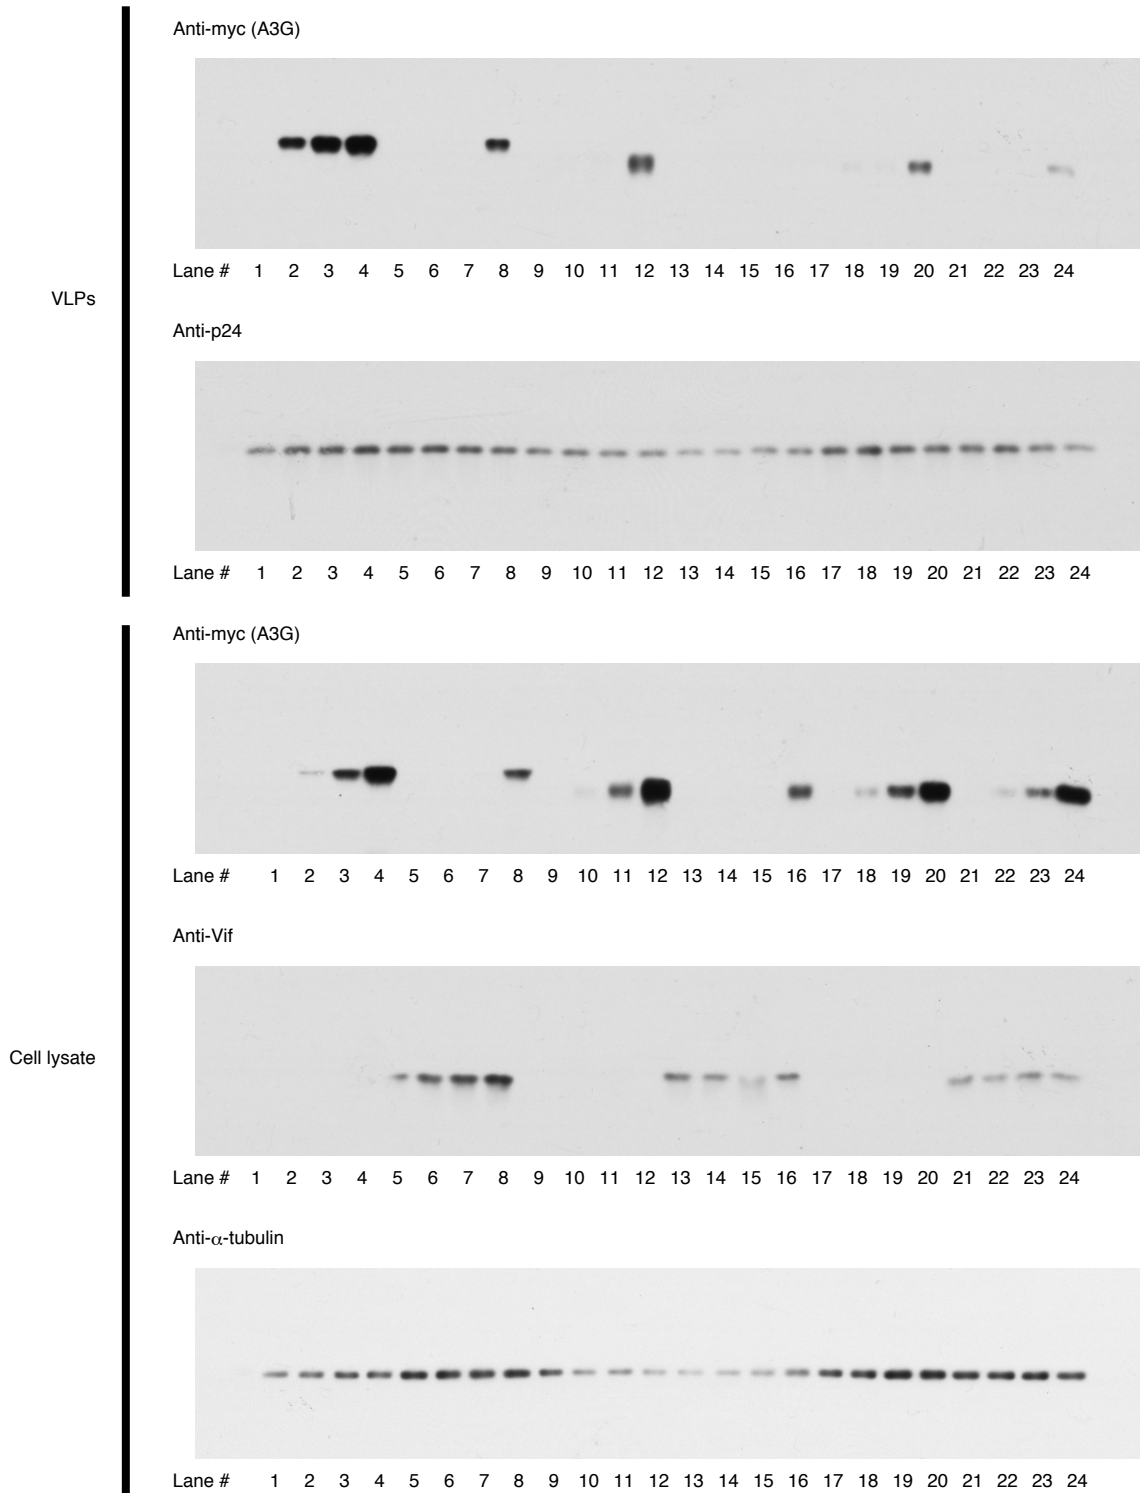 Anti-myc (A3G)
Lane # 1 2 3 4 5 6 7 8 9 10 11 12 13 14 15 16 17 18 19 20 21 22 23 24
VLPs
Anti-p24
Lane # 1 2 3 4 5 6 7 8 9 10 11 12 13 14 15 16 17 18 19 20 21 22 23 24
Anti-myc (A3G)
Lane # 1 2 3 4 5 6 7 8 9 10 11 12 13 14 15 16 17 18 19 20 21 22 23 24
Anti-Vif
Cell lysate
Lane # 1 2 3 4 5 6 7 8 9 10 11 12 13 14 15 16 17 18 19 20 21 22 23 24
Anti-α-tubulin
Lane # 1 2 3 4 5 6 7 8 9 10 11 12 13 14 15 16 17 18 19 20 21 22 23 24